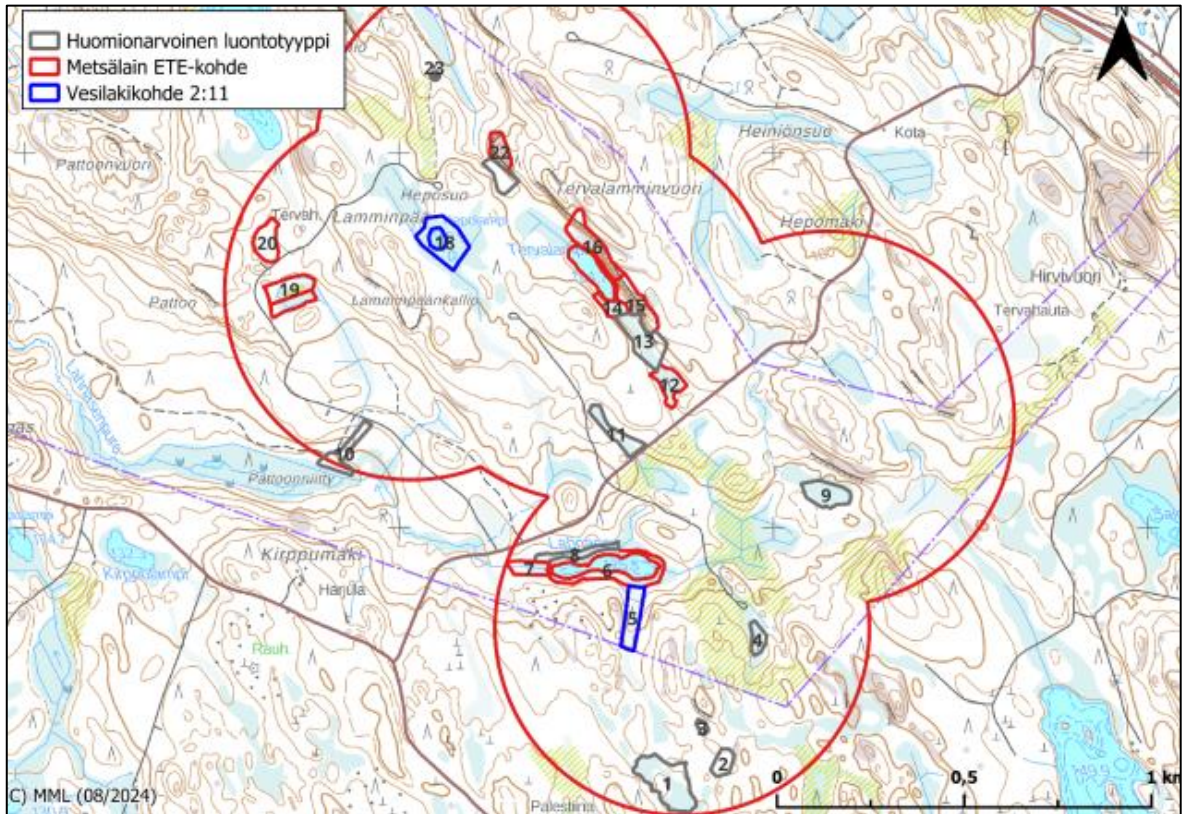 Huomionarvoinen luontotyyppi
Metsälain ETE-kohde
Vesilakikohde 2:11
N
23
Heiniönsuo
Kota
Pattoonvuori
22
Heposuo
Tervalamminvuori
Tervah.
20
18
16
Hepomäki
Hirvivuori
19
Pattoo
Lamminpäänkallio
14
15
Tervahauta
13
12
11
10
Pattoonniitty
9
Kirppumäki
8
7
6
Harjula
5
4
Rauh.
3
2
1
0
0,5
1 km
C) MML (08/2024)
Palestiina